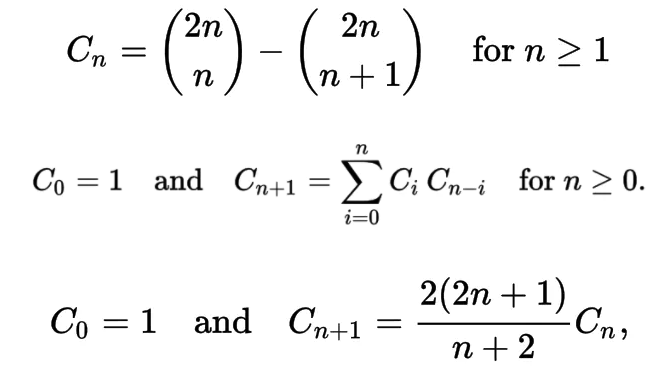 C_n = \binom{2n}{n} - \binom{2n}{n+1} \quad \text{for } n \geq 1
C_0 = 1 \quad \text{and} \quad C_{n+1} = \sum_{i=0}^{n} C_i C_{n-i} \quad \text{for } n \geq 0.
C_0 = 1 \quad \text{and} \quad C_{n+1} = \frac{2(2n+1)}{n+2} C_n,